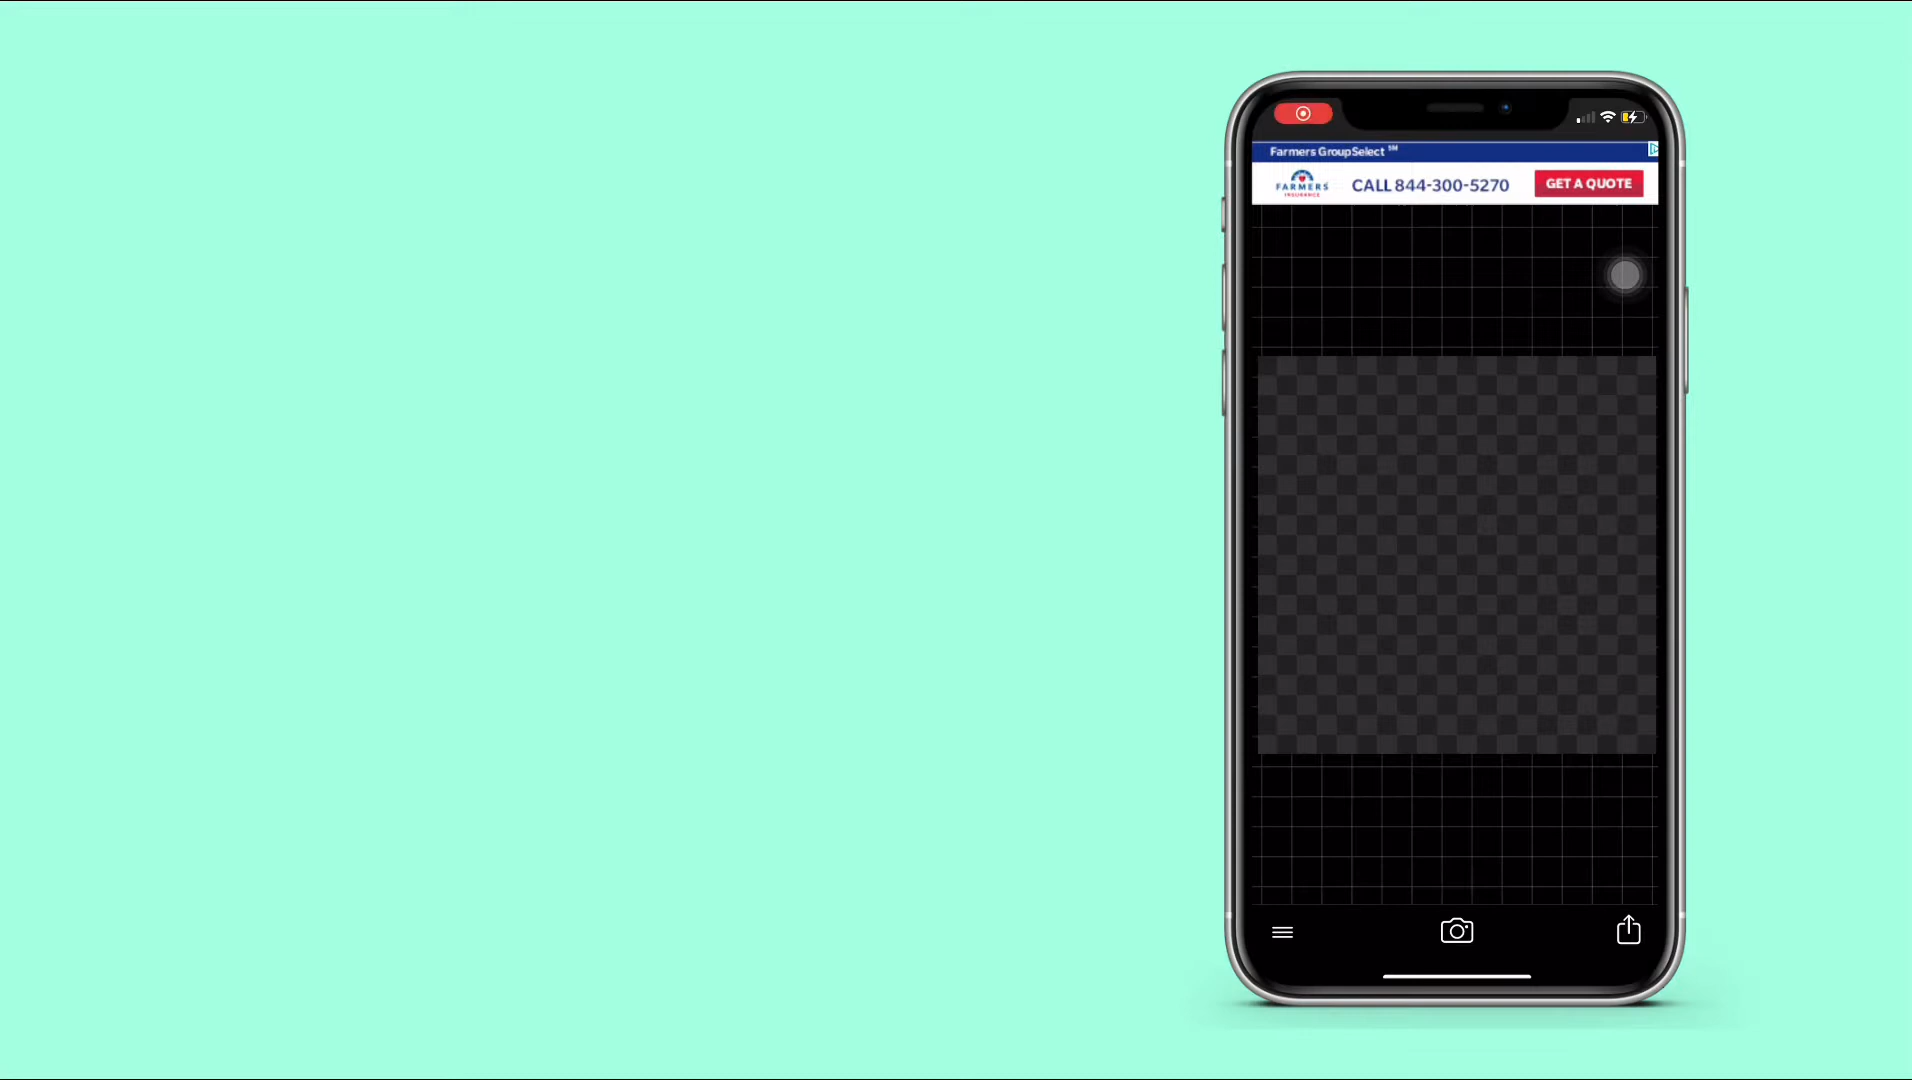 Farmers GroupSelect SM
FARMERS
INSURANCE
CALL 844-300-5270
GET A QUOTE